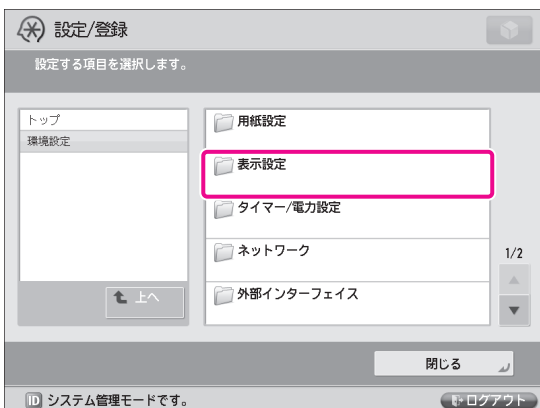 設定/登録
設定する項目を選択します。
トップ
環境設定
用紙設定
表示設定
タイマー/電力設定
ネットワーク
外部インターフェイス
1/2
上へ
閉じる
ID システム管理モードです。
ログアウト